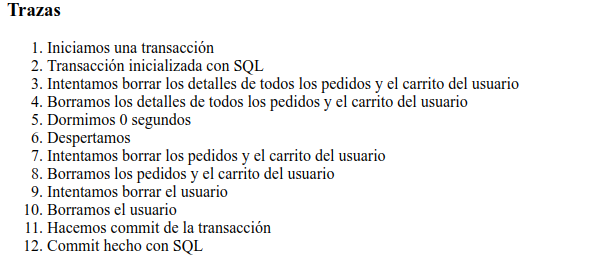 Trazas
1. Iniciamos una transacción
2. Transacción inicializada con SQL
3. Intentamos borrar los detalles de todos los pedidos y el carrito del usuario
4. Borramos los detalles de todos los pedidos y el carrito del usuario
5. Dormimos 0 segundos
6. Despertamos
7. Intentamos borrar los pedidos y el carrito del usuario
8. Borramos los pedidos y el carrito del usuario
9. Intentamos borrar el usuario
10. Borramos el usuario
11. Hacemos commit de la transacción
12. Commit hecho con SQL